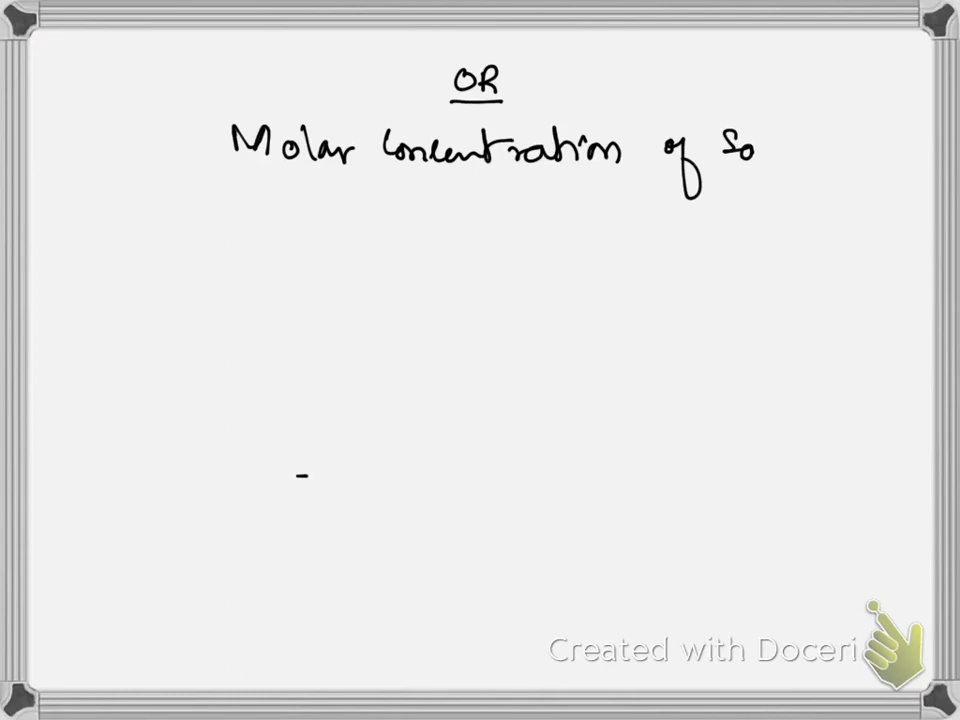 OR
Molar concentration of so
-
Created with Doceri